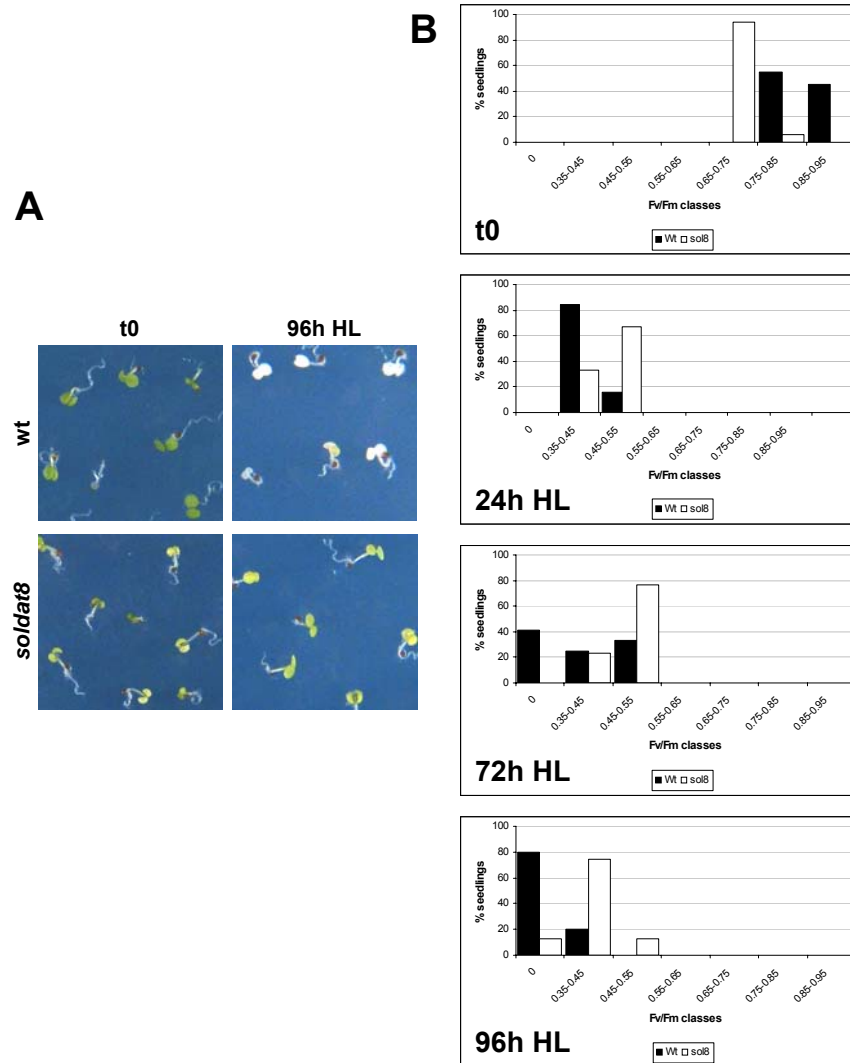 A
t0 96h HL
wt
soldat8
B
100
80
60
40
20
0
% seedlings
0 0.35-0.45 0.45-0.55 0.55-0.65 0.65-0.75 0.75-0.85 0.85-0.95
Fv/Fm classes
t0
Wt sol8
100
80
60
40
20
0
% seedlings
0 0.35-0.45 0.45-0.55 0.55-0.65 0.65-0.75 0.75-0.85 0.85-0.95
Fv/Fm classes
24h HL
Wt sol8
100
80
60
40
20
0
% seedlings
0 0.35-0.45 0.45-0.55 0.55-0.65 0.65-0.75 0.75-0.85 0.85-0.95
Fv/Fm classes
72h HL
Wt sol8
100
80
60
40
20
0
% seedlings
0 0.35-0.45 0.45-0.55 0.55-0.65 0.65-0.75 0.75-0.85 0.85-0.95
Fv/Fm classes
96h HL
Wt sol8